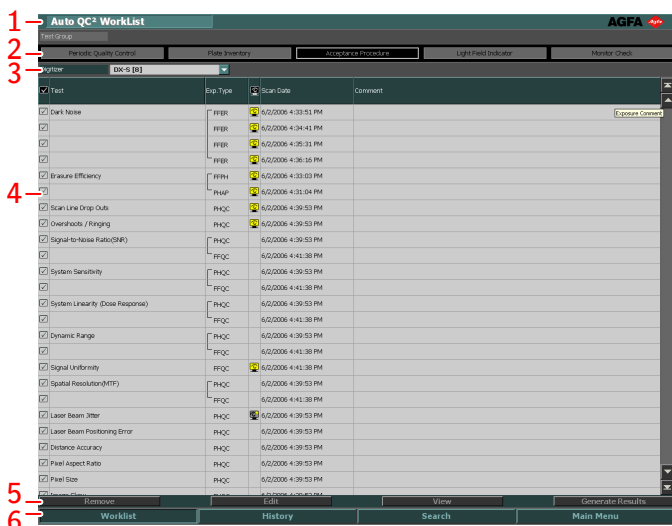 1 Auto QC² WorkList AGFA
Test Group
2 Periodic Quality Control Plate Inventory Acceptance Procedure Light Field Indicator Monitor Check
3 Digitizer DX-S [8]
Test Exp.Type Scan Date Comment
Dark Noise FFER 6/2/2006 4:33:51 PM Exposure Comment
FFER 6/2/2006 4:34:41 PM
FFER 6/2/2006 4:35:31 PM
FFER 6/2/2006 4:36:16 PM
Erasure Efficiency FFPH 6/2/2006 4:33:03 PM
4 PHAP 6/2/2006 4:31:04 PM
Scan Line Drop Outs PHQC 6/2/2006 4:39:53 PM
Overshoots / Ringing PHQC 6/2/2006 4:39:53 PM
Signal-to-Noise Ratio(SNR) PHQC 6/2/2006 4:39:53 PM
FFQC 6/2/2006 4:41:38 PM
System Sensitivity PHQC 6/2/2006 4:39:53 PM
FFQC 6/2/2006 4:41:38 PM
System Linearity (Dose Response) PHQC 6/2/2006 4:39:53 PM
FFQC 6/2/2006 4:41:38 PM
Dynamic Range PHQC 6/2/2006 4:39:53 PM
FFQC 6/2/2006 4:41:38 PM
Signal Uniformity FFQC 6/2/2006 4:41:38 PM
Spatial Resolution(MTF) PHQC 6/2/2006 4:39:53 PM
FFQC 6/2/2006 4:41:38 PM
Laser Beam Jitter PHQC 6/2/2006 4:39:53 PM
Laser Beam Positioning Error PHQC 6/2/2006 4:39:53 PM
Distance Accuracy PHQC 6/2/2006 4:39:53 PM
Pixel Aspect Ratio PHQC 6/2/2006 4:39:53 PM
Pixel Size PHQC 6/2/2006 4:39:53 PM
5 Remove Edit View Generate Results
6 Worklist History Search Main Menu